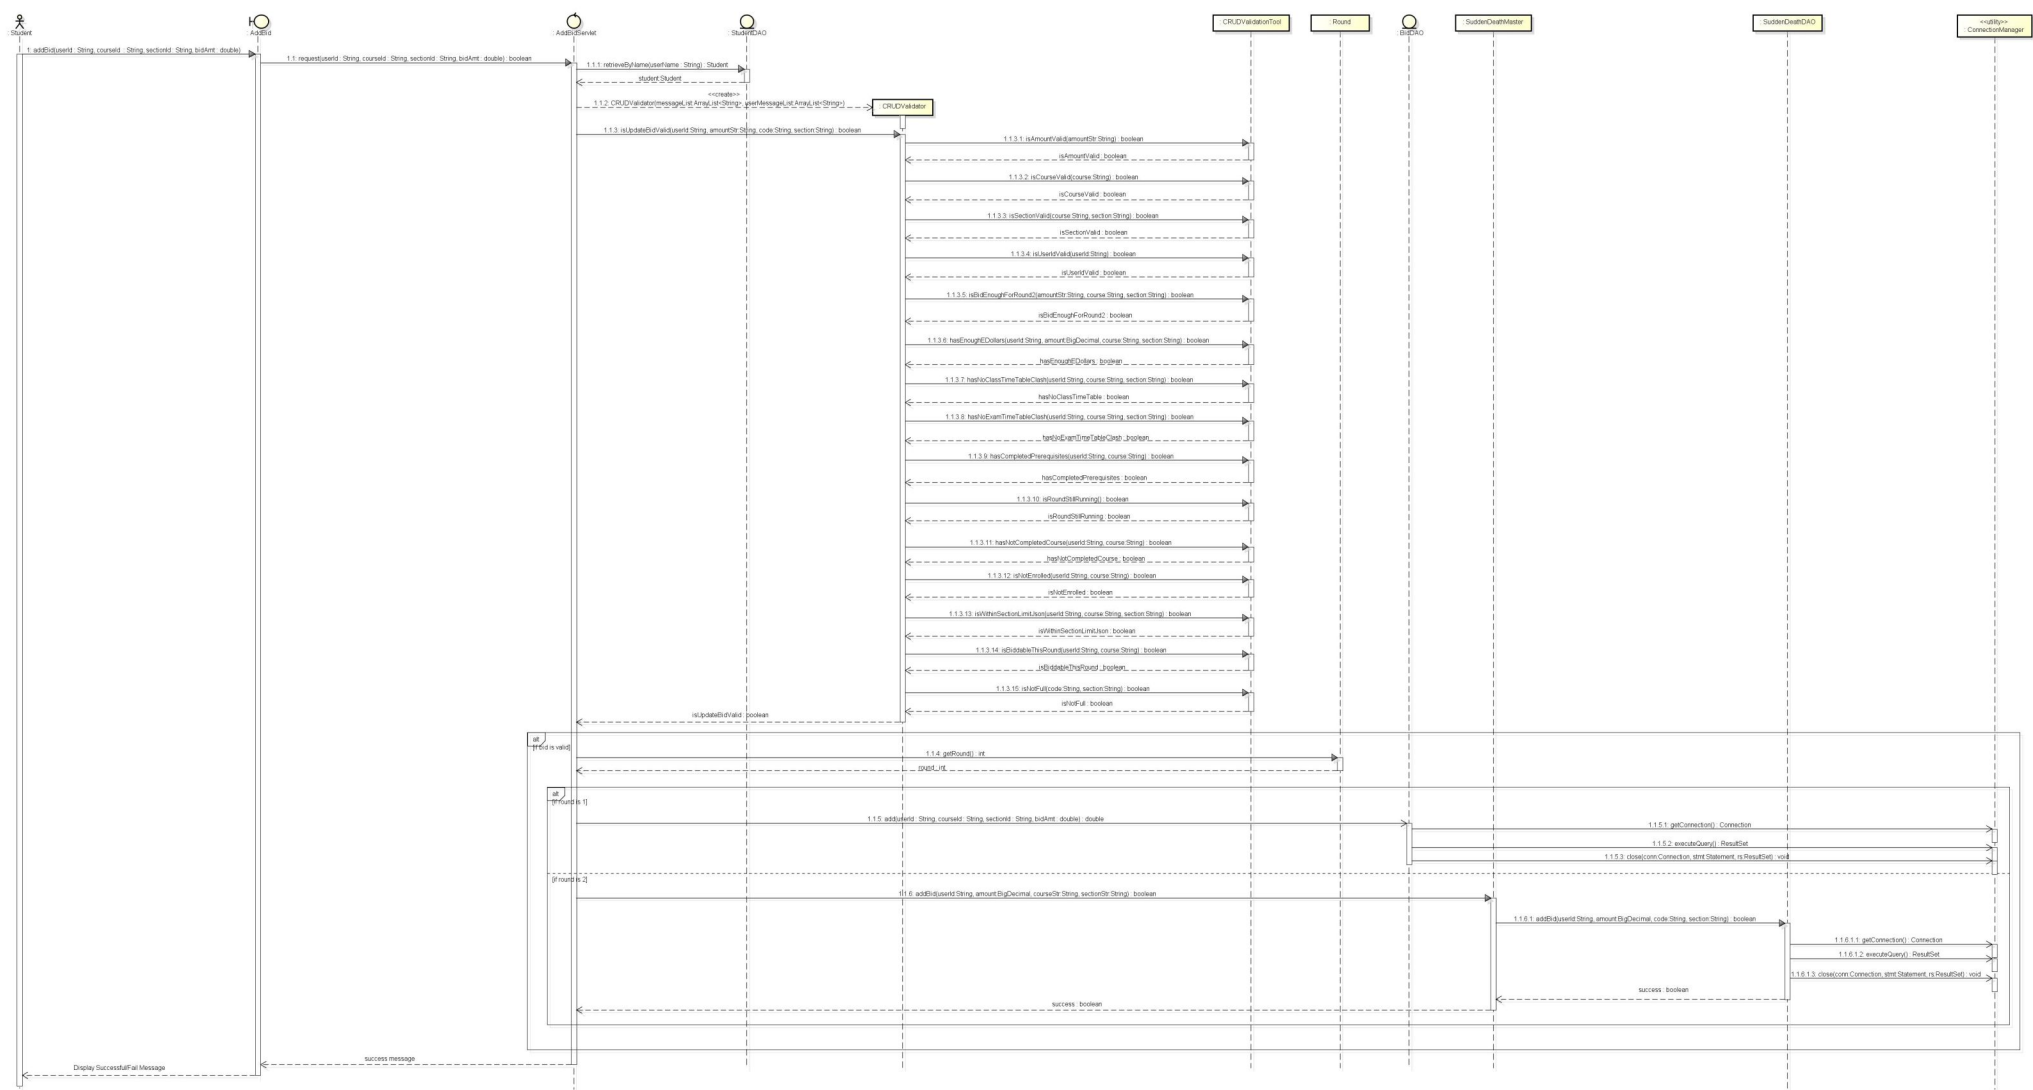 : Student
: AddBid
: AddBidServlet
: StudentDAO
: CRUDValidationTool
: Round
: BidDAO
: SuddenDeathMaster
: SuddenDeathDAO
<<utility>>
: ConnectionManager
1: addBid(userId : String, courseId : String, sectionId : String, bidAmt : double)
1.1: request(userId : String, courseId : String, sectionId : String, bidAmt : double) : boolean
1.1.1: retrieveByName(userName : String) : Student
student:Student
<<create>>
1.1.2: CRUDValidator(messageList:ArrayList<String>, userMessageList:ArrayList<String>)
: CRUDValidator
1.1.3: isUpdateBidValid(userId:String, amountStr:String, code:String, section:String) : boolean
1.1.3.1: isAmountValid(amountStr:String) : boolean
isAmountValid : boolean
1.1.3.2: isCourseValid(course:String) : boolean
isCourseValid : boolean
1.1.3.3: isSectionValid(course:String, section:String) : boolean
isSectionValid : boolean
1.1.3.4: isUserIdValid(userId:String) : boolean
isUserIdValid : boolean
1.1.3.5: isBidEnoughForRound2(amountStr:String, course:String, section:String) : boolean
isBidEnoughForRound2 : boolean
1.1.3.6: hasEnoughEDollars(userId:String, amount:BigDecimal, course:String, section:String) : boolean
hasEnoughEDollars : boolean
1.1.3.7: hasNoClassTimeTableClash(userId:String, course:String, section:String) : boolean
hasNoClassTimeTable : boolean
1.1.3.8: hasNoExamTimeTableClash(userId:String, course:String, section:String) : boolean
hasNoExamTimeTableClash : boolean
1.1.3.9: hasCompletedPrerequisites(userId:String, course:String) : boolean
hasCompletedPrerequisites : boolean
1.1.3.10: isRoundStillRunning() : boolean
isRoundStillRunning : boolean
1.1.3.11: hasNotCompletedCourse(userId:String, course:String) : boolean
hasNotCompletedCourse : boolean
1.1.3.12: isNotEnrolled(userId:String, course:String) : boolean
isNotEnrolled : boolean
1.1.3.13: isWithinSectionLimitJson(userId:String, course:String, section:String) : boolean
isWithinSectionLimitJson : boolean
1.1.3.14: isBiddableThisRound(userId:String, course:String) : boolean
isBiddableThisRound : boolean
1.1.3.15: isNotFull(code:String, section:String) : boolean
isNotFull : boolean
isUpdateBidValid : boolean
alt
[if bid is valid]
1.1.4: getRound() : int
round : int
alt
[if round is 1]
1.1.5: add(userId : String, courseId : String, sectionId : String, bidAmt : double) : double
1.1.5.1: getConnection() : Connection
1.1.5.2: executeQuery() : ResultSet
1.1.5.3: close(conn:Connection, stmt:Statement, rs:ResultSet) : void
[if round is 2]
1.1.6: addBid(userId:String, amount:BigDecimal, courseStr:String, sectionStr:String) : boolean
1.1.6.1: addBid(userId:String, amount:BigDecimal, code:String, section:String) : boolean
1.1.6.1.1: getConnection() : Connection
1.1.6.1.2: executeQuery() : ResultSet
1.1.6.1.3: close(conn:Connection, stmt:Statement, rs:ResultSet) : void
success : boolean
success : boolean
success message
Display Successful/Fail Message